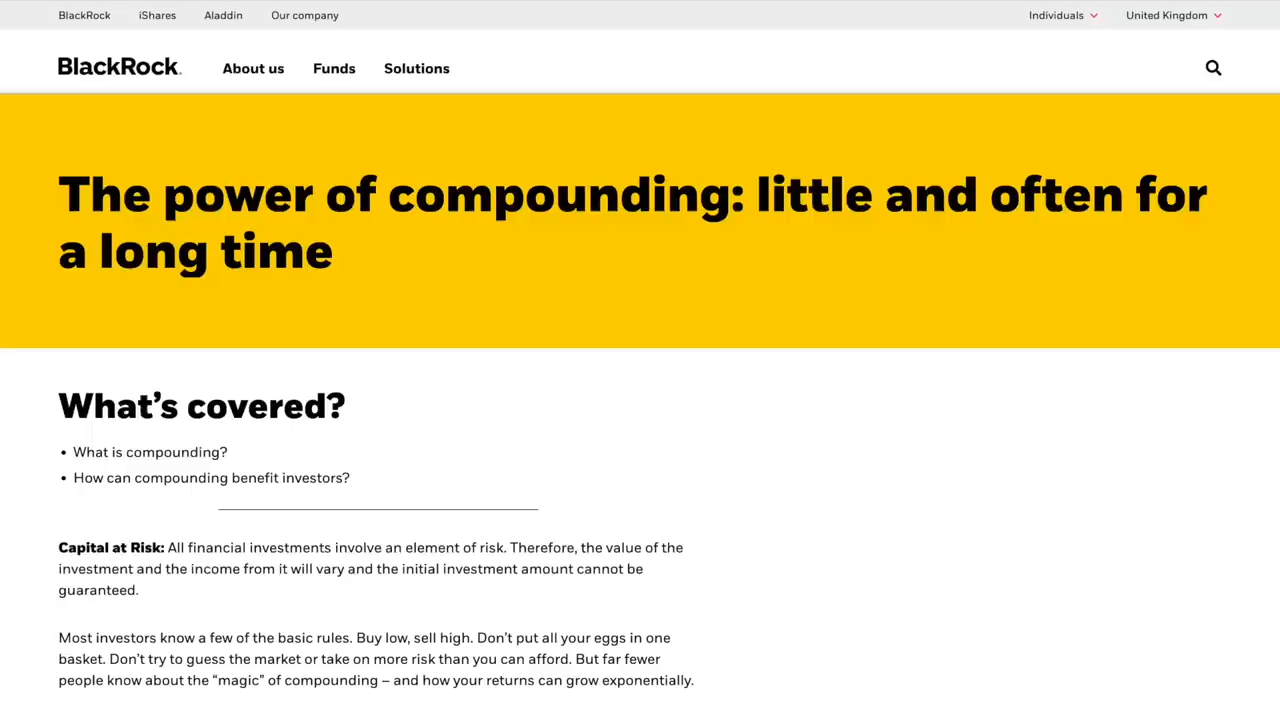 BlackRock iShares Aladdin Our company Individuals United Kingdom
BlackRock. About us Funds Solutions
The power of compounding: little and often for
a long time
What's covered?
• What is compounding?
• How can compounding benefit investors?
Capital at Risk: All financial investments involve an element of risk. Therefore, the value of the
investment and the income from it will vary and the initial investment amount cannot be
guaranteed.
Most investors know a few of the basic rules. Buy low, sell high. Don't put all your eggs in one
basket. Don't try to guess the market or take on more risk than you can afford. But far fewer
people know about the “magic” of compounding – and how your returns can grow exponentially.